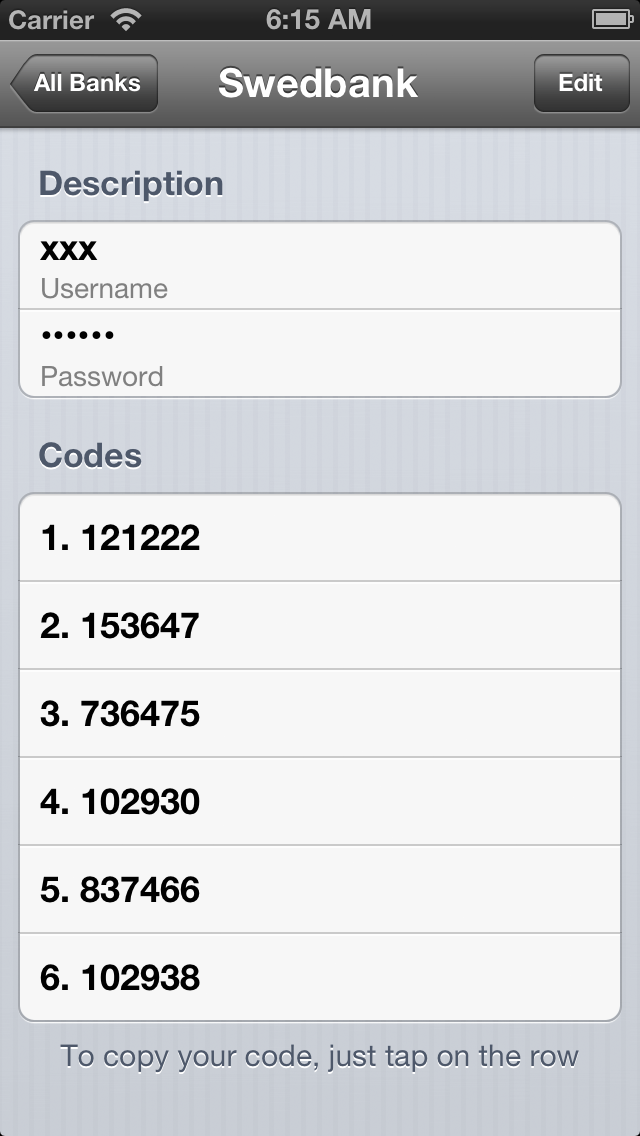 Carrier 6:15 AM
All Banks Swedbank Edit
Description
xxx
Username
••••••
Password
Codes
1. 121222
2. 153647
3. 736475
4. 102930
5. 837466
6. 102938
To copy your code, just tap on the row